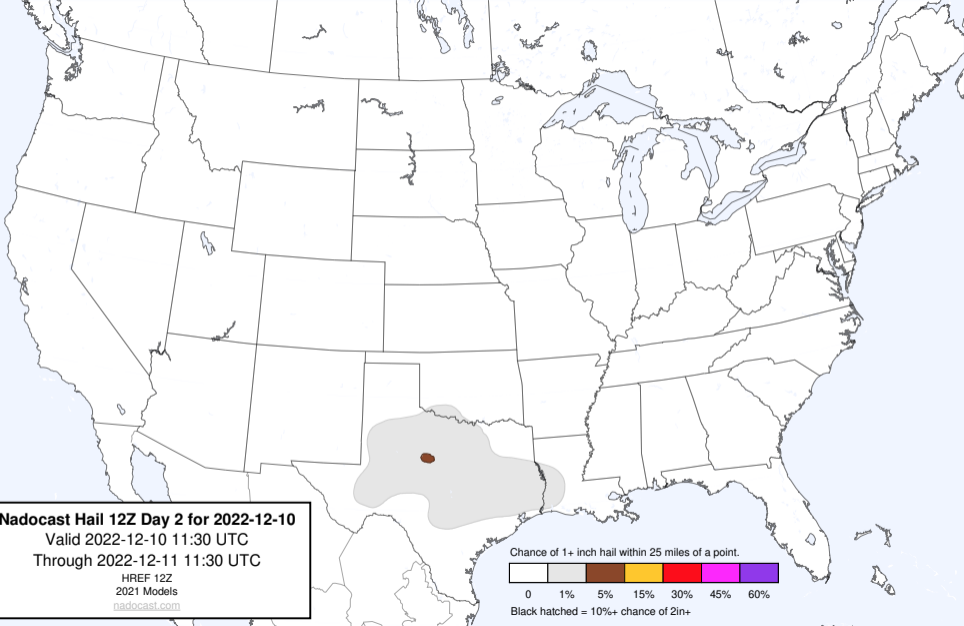 Nadocast Hail 12Z Day 2 for 2022-12-10
Valid 2022-12-10 11:30 UTC
Through 2022-12-11 11:30 UTC
HREF 12Z
2021 Models
nadocast.com
Chance of 1+ inch hail within 25 miles of a point.
0 1% 5% 15% 30% 45% 60%
Black hatched = 10%+ chance of 2in+